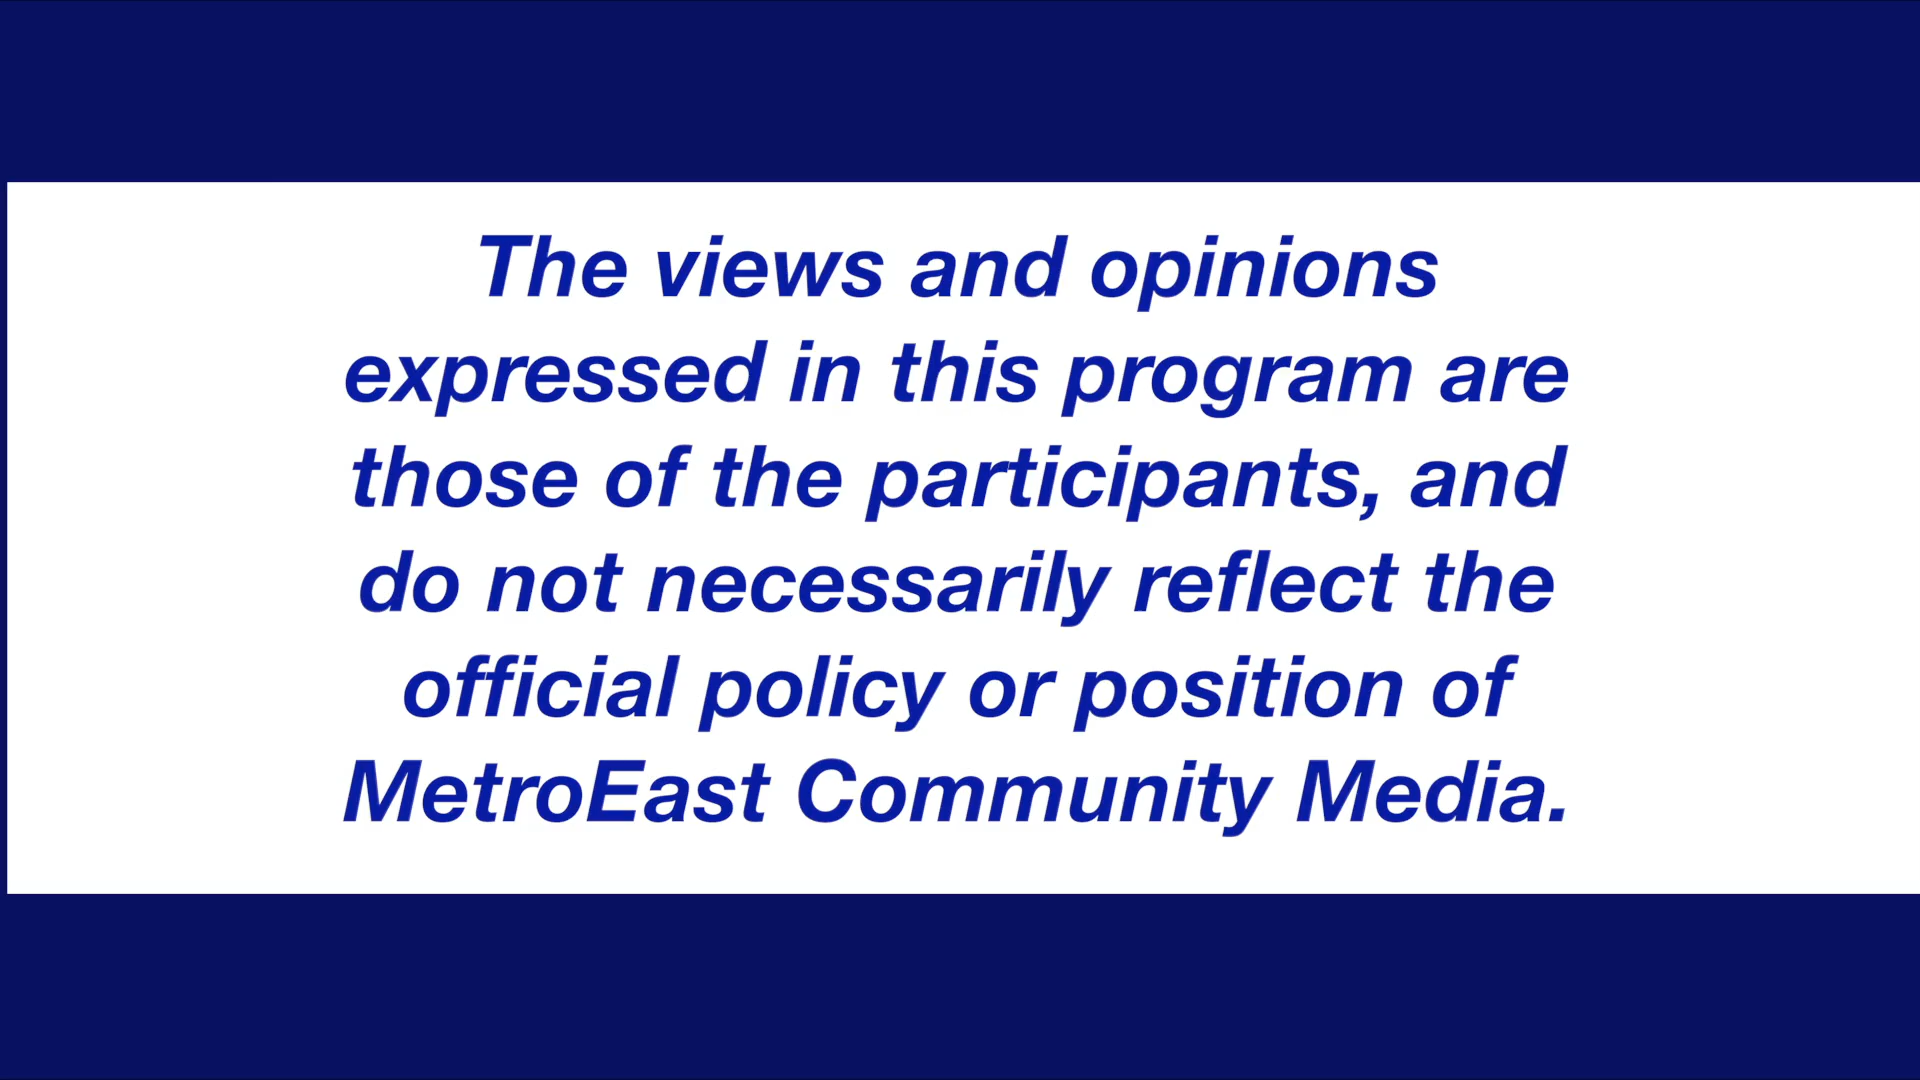 The views and opinions
expressed in this program are
those of the participants, and
do not necessarily reflect the
official policy or position of
MetroEast Community Media.